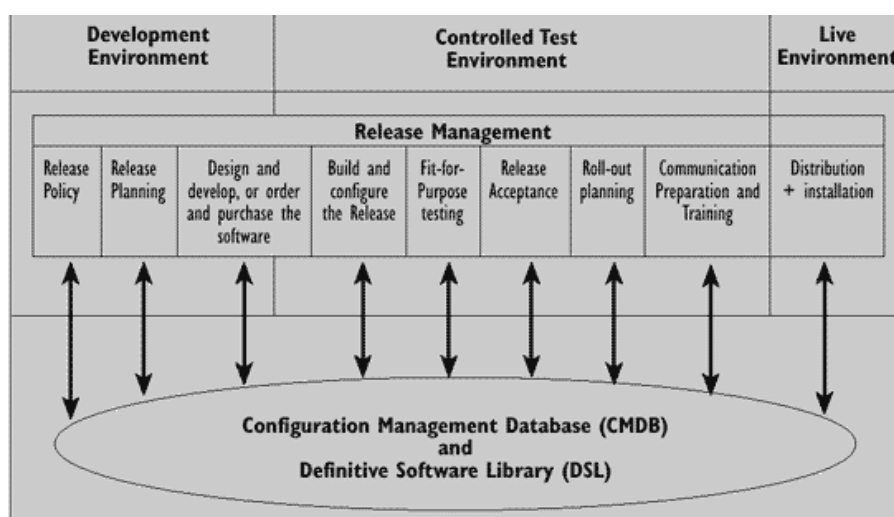 Development
Environment
Controlled Test
Environment
Live
Environment
Release Management
Release
Policy
Release
Planning
Design and
develop, or order
and purchase the
software
Build and
configure
the Release
Fit-for-
Purpose
testing
Release
Acceptance
Roll-out
planning
Communication
Preparation and
Training
Distribution
+ installation
Configuration Management Database (CMDB)
and
Definitive Software Library (DSL)